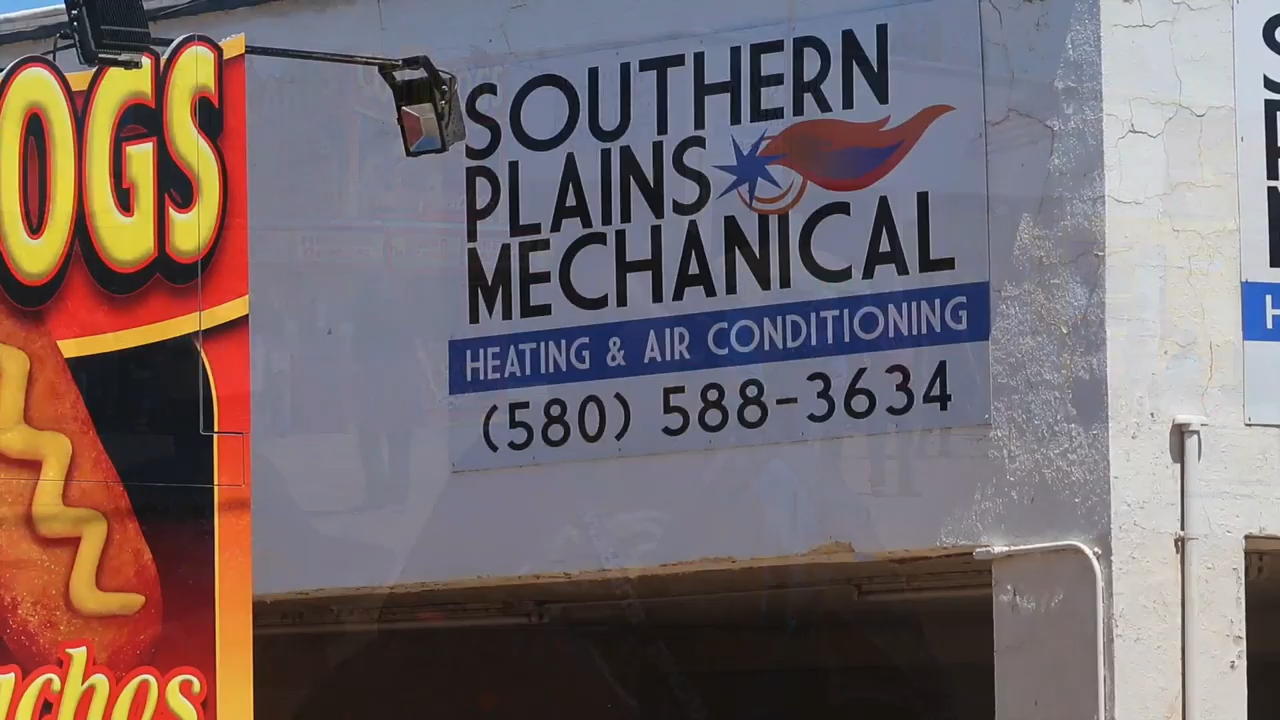 OGS
SOUTHERN
PLAINS
MECHANICAL
HEATING & AIR CONDITIONING
(580) 588-3634
achos